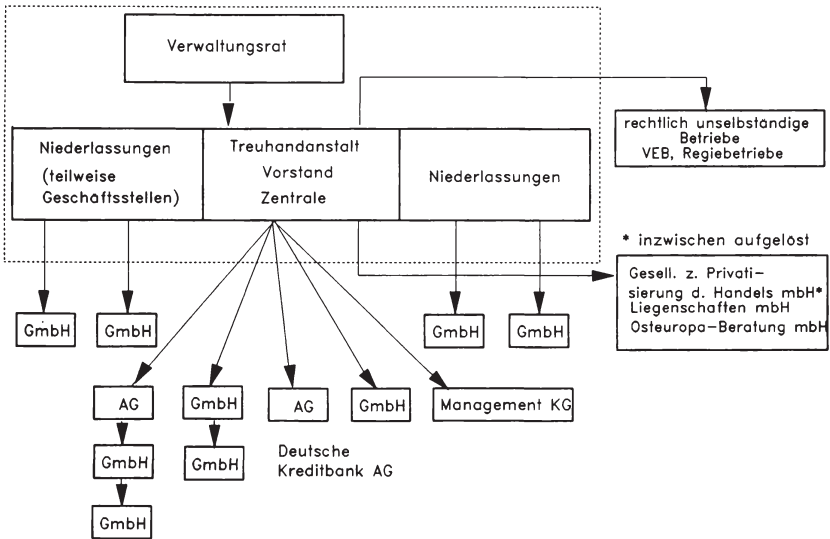 Verwaltungsrat
rechtlich unselbständige
Betriebe
VEB, Regiebetriebe
Niederlassungen
(teilweise
Geschäftsstellen)
Treuhandanstalt
Vorstand
Zentrale
Niederlassungen
* inzwischen aufgelöst
Gesell. z. Privati-
sierung d. Handels mbH*
Liegenschaften mbH
Osteuropa-Beratung mbH
GmbH
GmbH
GmbH
GmbH
AG
GmbH
AG
GmbH
Management KG
GmbH
GmbH
Deutsche
Kreditbank AG
GmbH